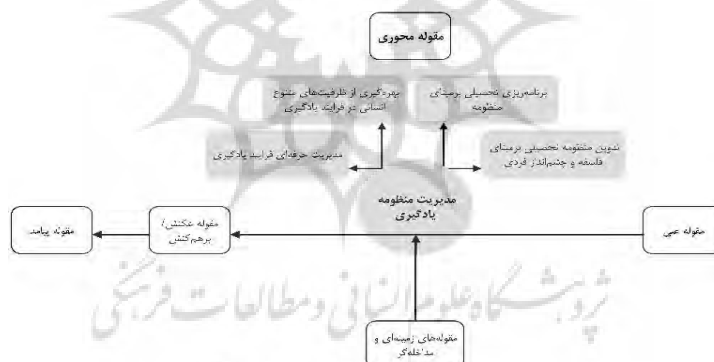 مقوله محوری
برنامه‌ریزی تحصیلی برمبنای
منظومه
بهره‌گیری از ظرفیت‌های متنوع
انسانی در فرایند یادگیری
تدوین منظومه تحصیلی برمبنای
فلسفه و چشم‌انداز فردی
مدیریت حرفه‌ای فرایند یادگیری
مدیریت منظومه
یادگیری
مقوله علی
مقوله کنش/
برهم‌کنش
مقوله پیامد
مقوله‌های زمینه‌ای و
مداخله‌گر
پژوهشگاه علوم انسانی و مطالعات فرهنگی